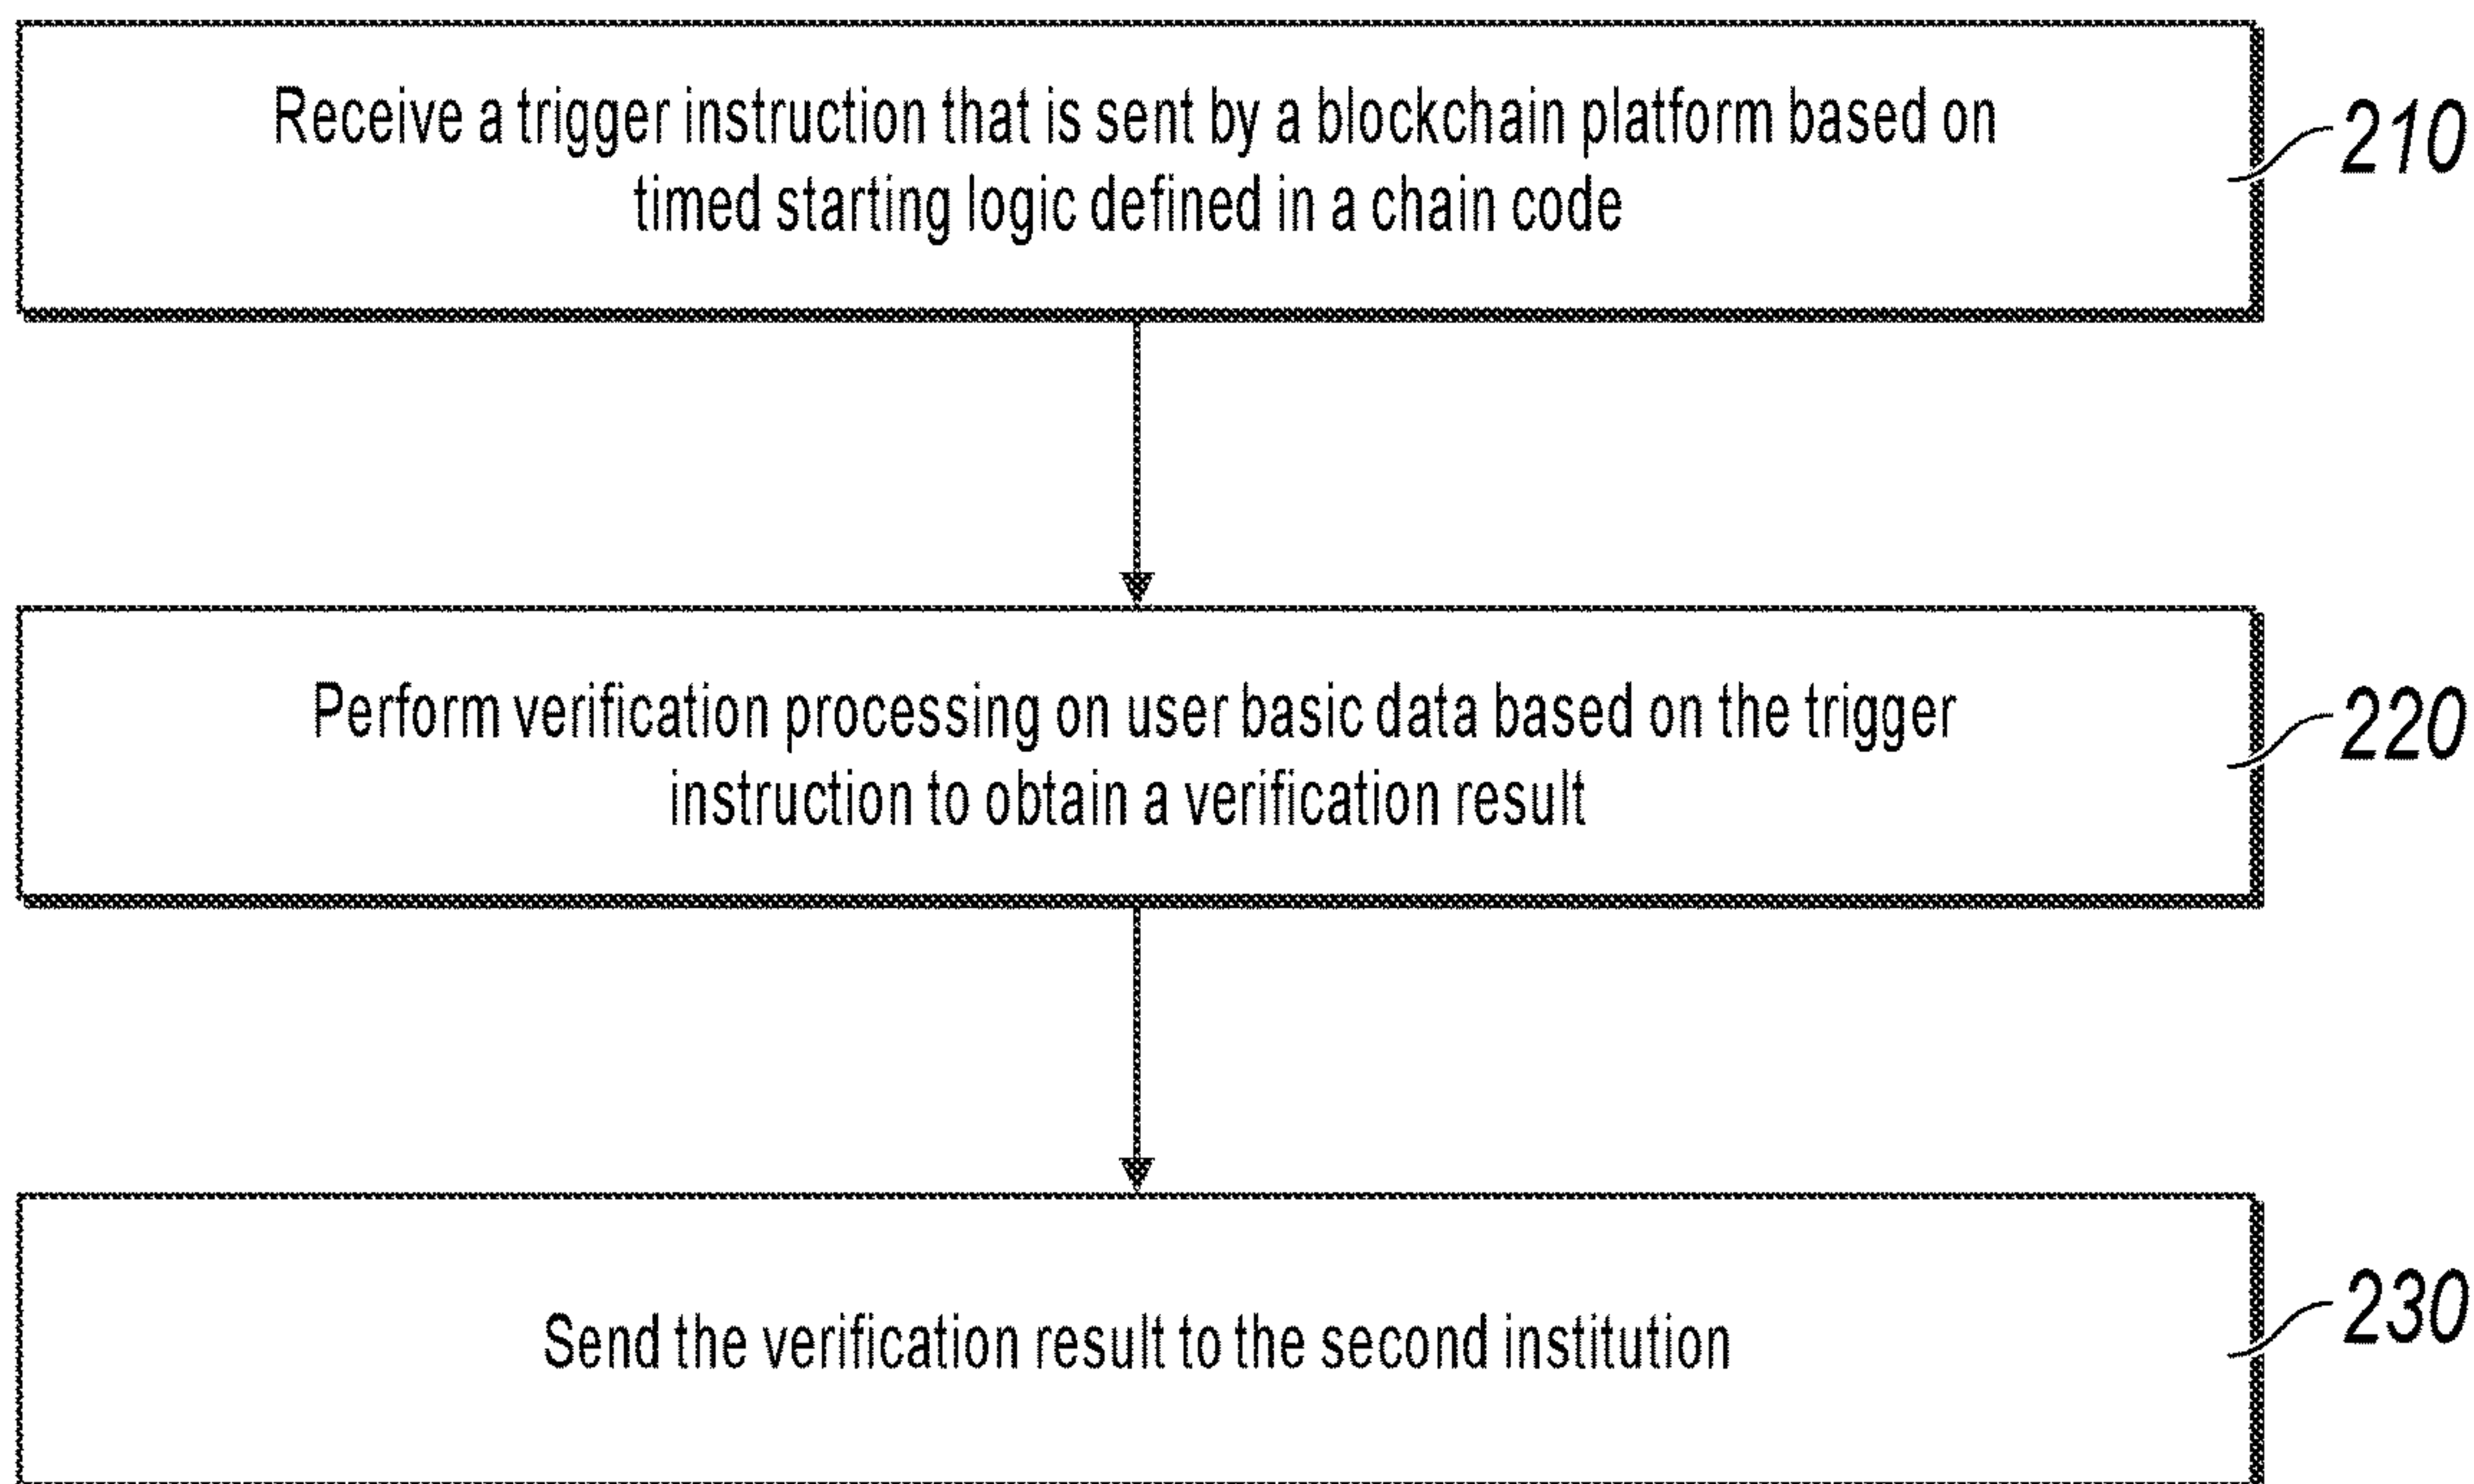 Receive a trigger instruction that is sent by a blockchain platform based on
timed starting logic defined in a chain code
210
Perform verification processing on user basic data based on the trigger
instruction to obtain a verification result
220
Send the verification result to the second institution
230